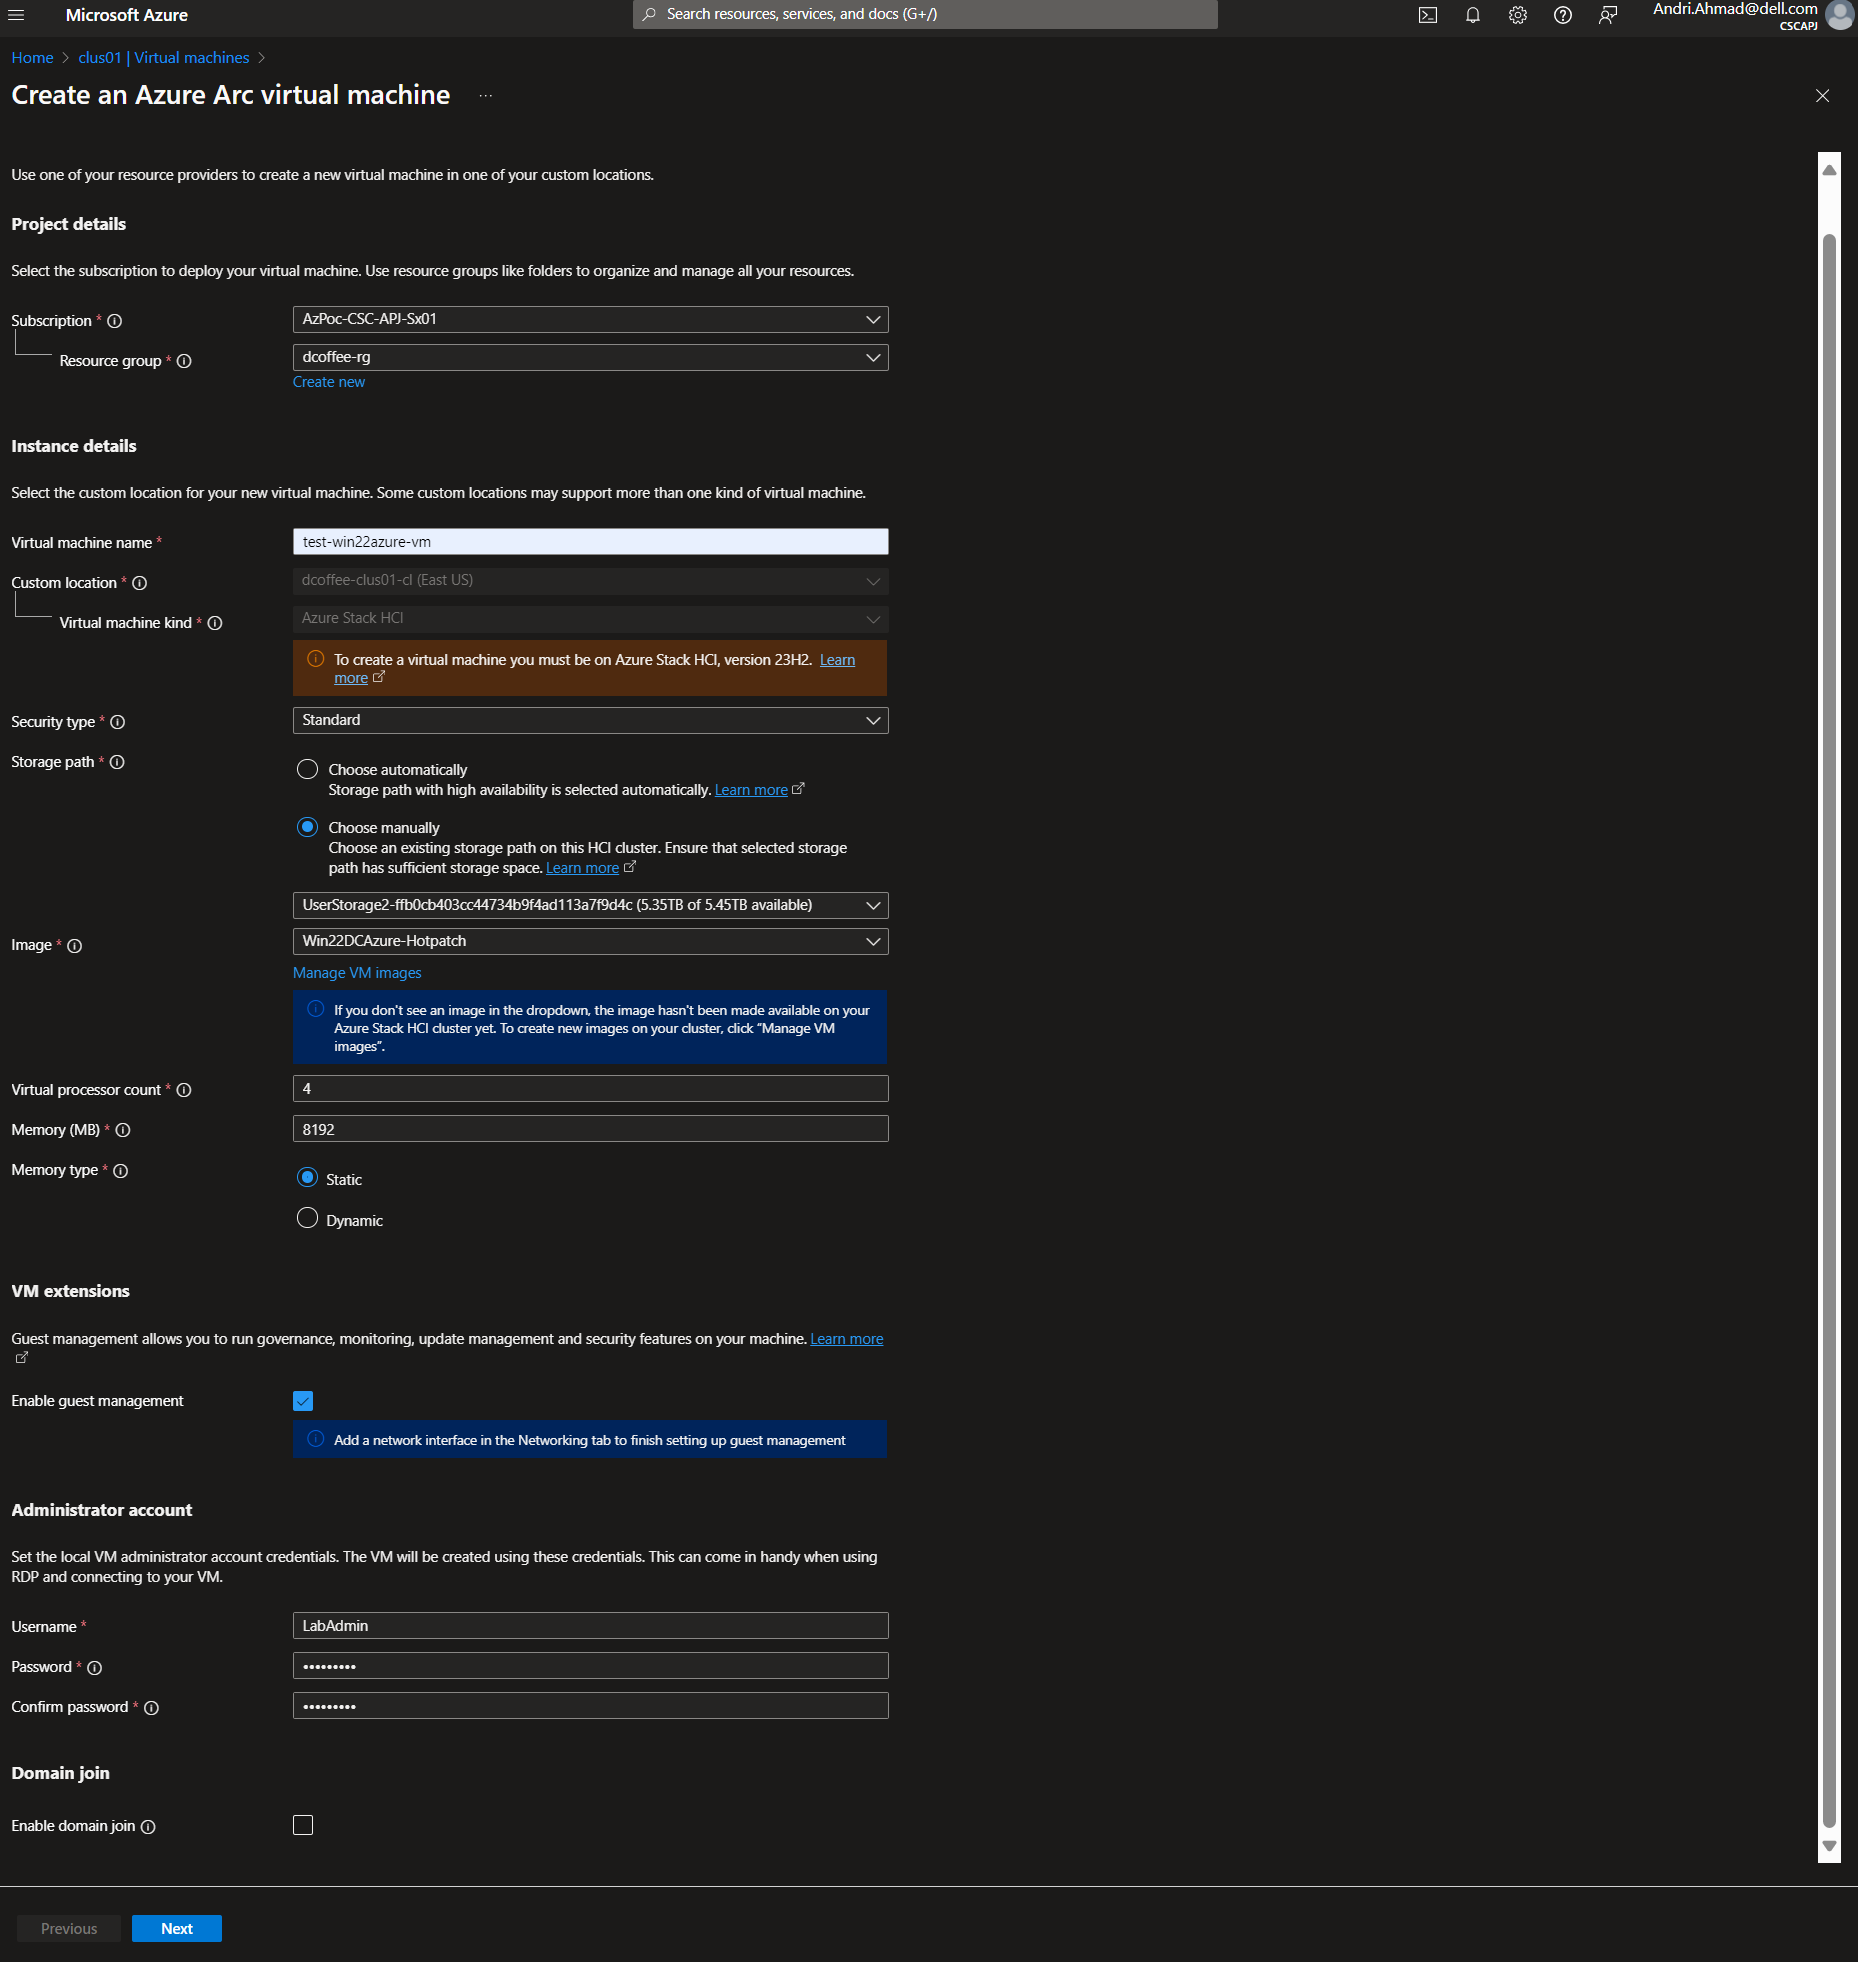 Microsoft Azure
Search resources, services, and docs (G+/)
Andri.Ahmad@dell.com
CSCAPJ
Home > clus01 | Virtual machines >
Create an Azure Arc virtual machine ...
Use one of your resource providers to create a new virtual machine in one of your custom locations.
Project details
Select the subscription to deploy your virtual machine. Use resource groups like folders to organize and manage all your resources.
Subscription *
AzPoc-CSC-APJ-Sx01
Resource group *
dcoffee-rg
Create new
Instance details
Select the custom location for your new virtual machine. Some custom locations may support more than one kind of virtual machine.
Virtual machine name *
test-win22azure-vm
Custom location *
dcoffee-clus01-cl (East US)
Virtual machine kind *
Azure Stack HCI
To create a virtual machine you must be on Azure Stack HCI, version 23H2. Learn
more
Security type *
Standard
Storage path *
Choose automatically
Storage path with high availability is selected automatically. Learn more
Choose manually
Choose an existing storage path on this HCI cluster. Ensure that selected storage
path has sufficient storage space. Learn more
UserStorage2-ffb0cb403cc44734b9f4ad113a7f9d4c (5.35TB of 5.45TB available)
Image *
Win22DCAzure-Hotpatch
Manage VM images
If you don't see an image in the dropdown, the image hasn't been made available on your
Azure Stack HCI cluster yet. To create new images on your cluster, click “Manage VM
images”.
Virtual processor count *
4
Memory (MB) *
8192
Memory type *
Static
Dynamic
VM extensions
Guest management allows you to run governance, monitoring, update management and security features on your machine. Learn more
Enable guest management
Add a network interface in the Networking tab to finish setting up guest management
Administrator account
Set the local VM administrator account credentials. The VM will be created using these credentials. This can come in handy when using
RDP and connecting to your VM.
Username *
LabAdmin
Password *
•••••••••
Confirm password *
•••••••••
Domain join
Enable domain join
Previous
Next